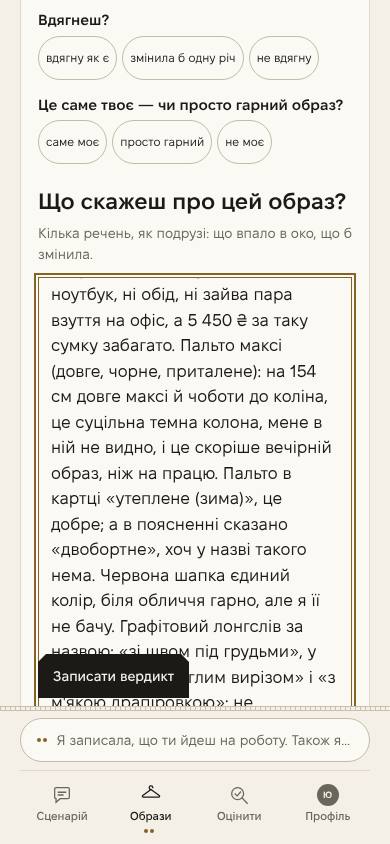 Вдягнеш?
вдягну як є
змінила б одну річ
не вдягну
Це саме твоє — чи просто гарний образ?
саме моє
просто гарний
не моє
Що скажеш про цей образ?
Кілька речень, як подрузі: що впало в око, що б
змінила.
ноутбук, ні обід, ні зайва пара
взуття на офіс, а 5 450 ₴ за таку
сумку забагато. Пальто максі
(довге, чорне, приталене): на 154
см довге максі й чоботи до коліна,
це суцільна темна колона, мене в
ній не видно, і це скоріше вечірній
образ, ніж на працю. Пальто в
картці «утеплене (зима)», це
добре; а в поясненні сказано
«двобортне», хоч у назві такого
нема. Червона шапка єдиний
колір, біля обличчя гарно, але я її
не бачу. Графітовий лонгслів за
назвою: «зі швом під грудьми», у
Записати вердикт
глим вирізом» і «з
м'якою драпіровкою»: не
Я записала, що ти йдеш на роботу. Також я...
Сценарій
Образи
Оцінити
Ю
Профіль